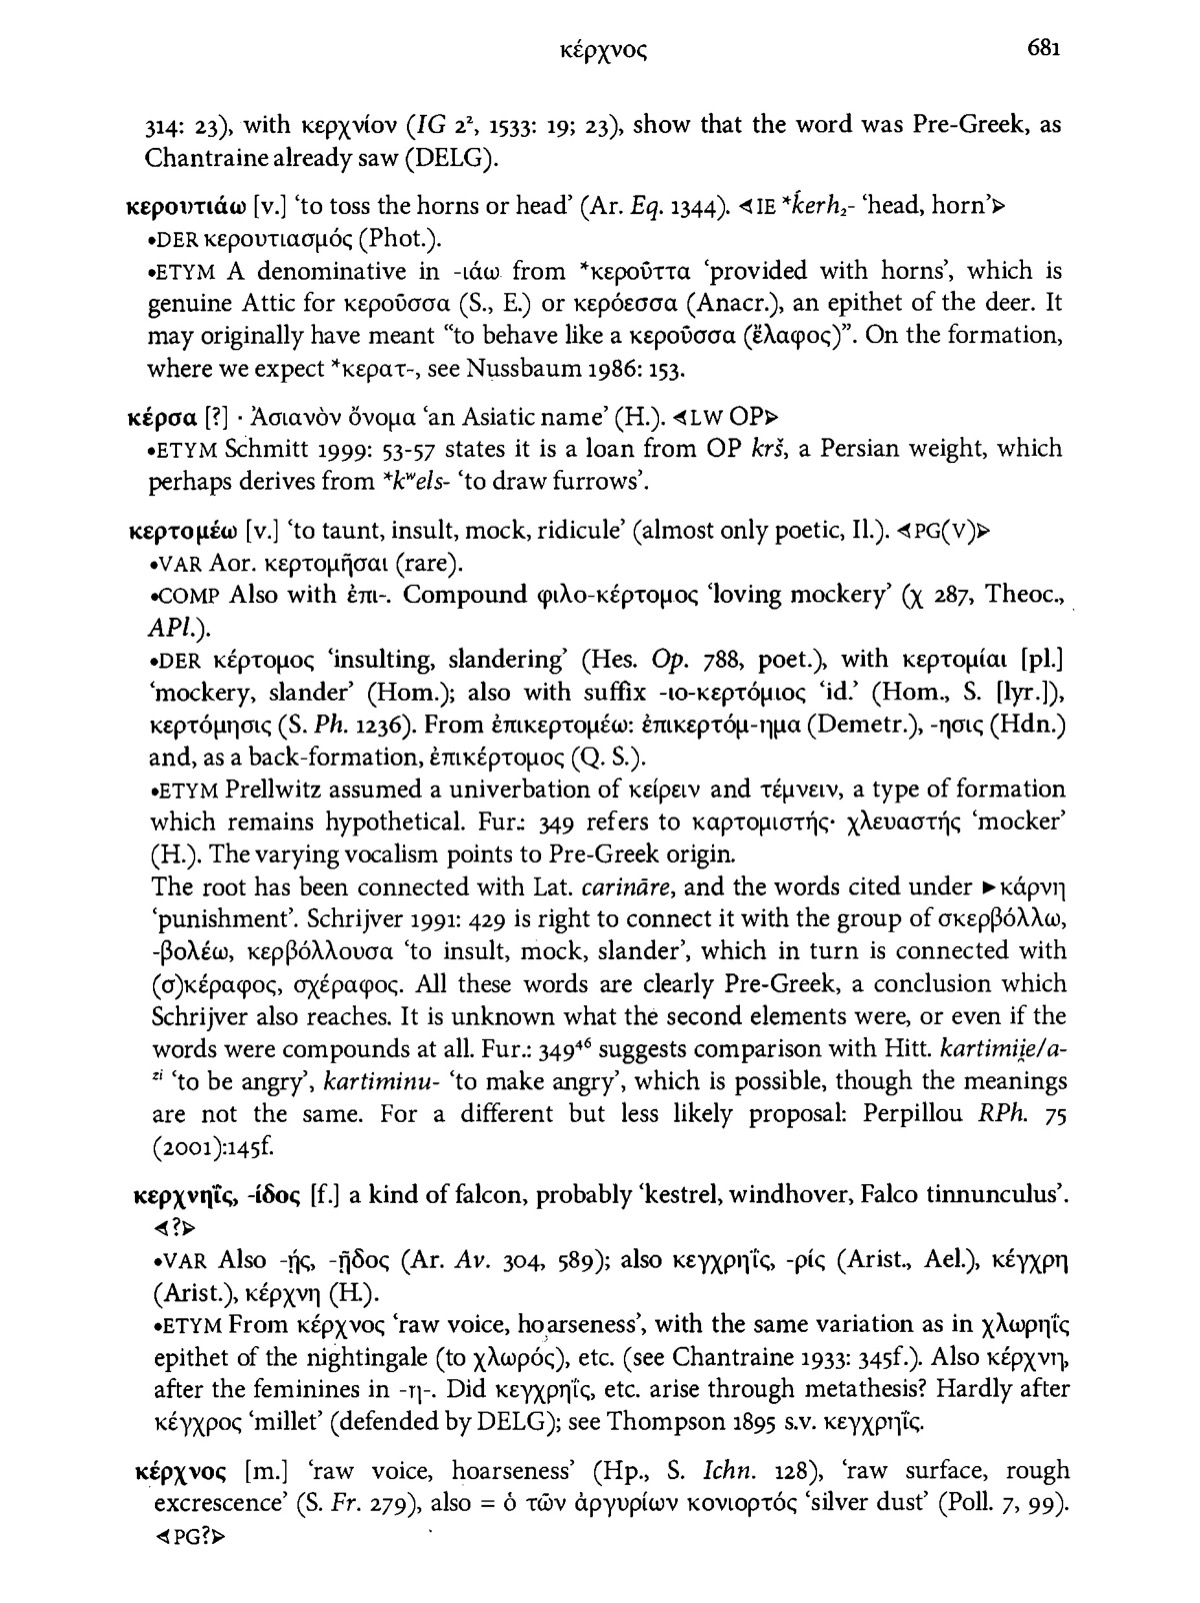 κέρχνος 681
314: 23), with κερχνίον (IG 2², 1533: 19; 23), show that the word was Pre-Greek, as
Chantraine already saw (DELG).
κερουτιάω [v.] ‘to toss the horns or head’ (Ar. Eq. 1344). ⊲IE *ḱerh₂- ‘head, horn’⊳
•DER κερουτιασμός (Phot.).
•ETYM A denominative in -ιάω from *κεροῦττα ‘provided with horns’, which is
genuine Attic for κεροῦσσα (S., E.) or κερόεσσα (Anacr.), an epithet of the deer. It
may originally have meant “to behave like a κεροῦσσα (ἔλαφος)”. On the formation,
where we expect *κερατ-, see Nussbaum 1986: 153.
κέρσα [?] · Ἀσιανὸν ὄνομα ‘an Asiatic name’ (H.). ⊲LW OP⊳
•ETYM Schmitt 1999: 53-57 states it is a loan from OP krš, a Persian weight, which
perhaps derives from *kʷels- ‘to draw furrows’.
κερτομέω [v.] ‘to taunt, insult, mock, ridicule’ (almost only poetic, Il.). ⊲PG(V)⊳
•VAR Aor. κερτομῆσαι (rare).
•COMP Also with ἐπι-. Compound φιλο-κέρτομος ‘loving mockery’ (χ 287, Theoc.,
APl.).
•DER κέρτομος ‘insulting, slandering’ (Hes. Op. 788, poet.), with κερτομίαι [pl.]
‘mockery, slander’ (Hom.); also with suffix -ιο-κερτόμιος ‘id.’ (Hom., S. [lyr.]),
κερτόμησις (S. Ph. 1236). From ἐπικερτομέω: ἐπικερτόμ-ημα (Demetr.), -ησις (Hdn.)
and, as a back-formation, ἐπικέρτομος (Q. S.).
•ETYM Prellwitz assumed a univerbation of κείρειν and τέμνειν, a type of formation
which remains hypothetical. Fur.: 349 refers to καρτομιστής· χλευαστής ‘mocker’
(H.). The varying vocalism points to Pre-Greek origin.
The root has been connected with Lat. carināre, and the words cited under ►κάρνη
‘punishment’. Schrijver 1991: 429 is right to connect it with the group of σκερβόλλω,
-βολέω, κερβόλλουσα ‘to insult, mock, slander’, which in turn is connected with
(σ)κέραφος, σχέραφος. All these words are clearly Pre-Greek, a conclusion which
Schrijver also reaches. It is unknown what the second elements were, or even if the
words were compounds at all. Fur.: 349⁴⁶ suggests comparison with Hitt. kartimii̯e/a-
ᶻⁱ ‘to be angry’, kartiminu- ‘to make angry’, which is possible, though the meanings
are not the same. For a different but less likely proposal: Perpillou RPh. 75
(2001):145f.
κερχνηΐς, -ίδος [f.] a kind of falcon, probably ‘kestrel, windhover, Falco tinnunculus’.
⊲?⊳
•VAR Also -ῄς, -ῇδος (Ar. Av. 304, 589); also κεγχρηΐς, -ρίς (Arist., Ael.), κέγχρη
(Arist.), κέρχνη (H.).
•ETYM From κέρχνος ‘raw voice, hoarseness’, with the same variation as in χλωρηΐς
epithet of the nightingale (to χλωρός), etc. (see Chantraine 1933: 345f.). Also κέρχνη,
after the feminines in -η-. Did κεγχρηΐς, etc. arise through metathesis? Hardly after
κέγχρος ‘millet’ (defended by DELG); see Thompson 1895 s.v. κεγχρηΐς.
κέρχνος [m.] ‘raw voice, hoarseness’ (Hp., S. Ichn. 128), ‘raw surface, rough
excrescence’ (S. Fr. 279), also = ὁ τῶν ἀργυρίων κονιορτός ‘silver dust’ (Poll. 7, 99).
⊲PG?⊳